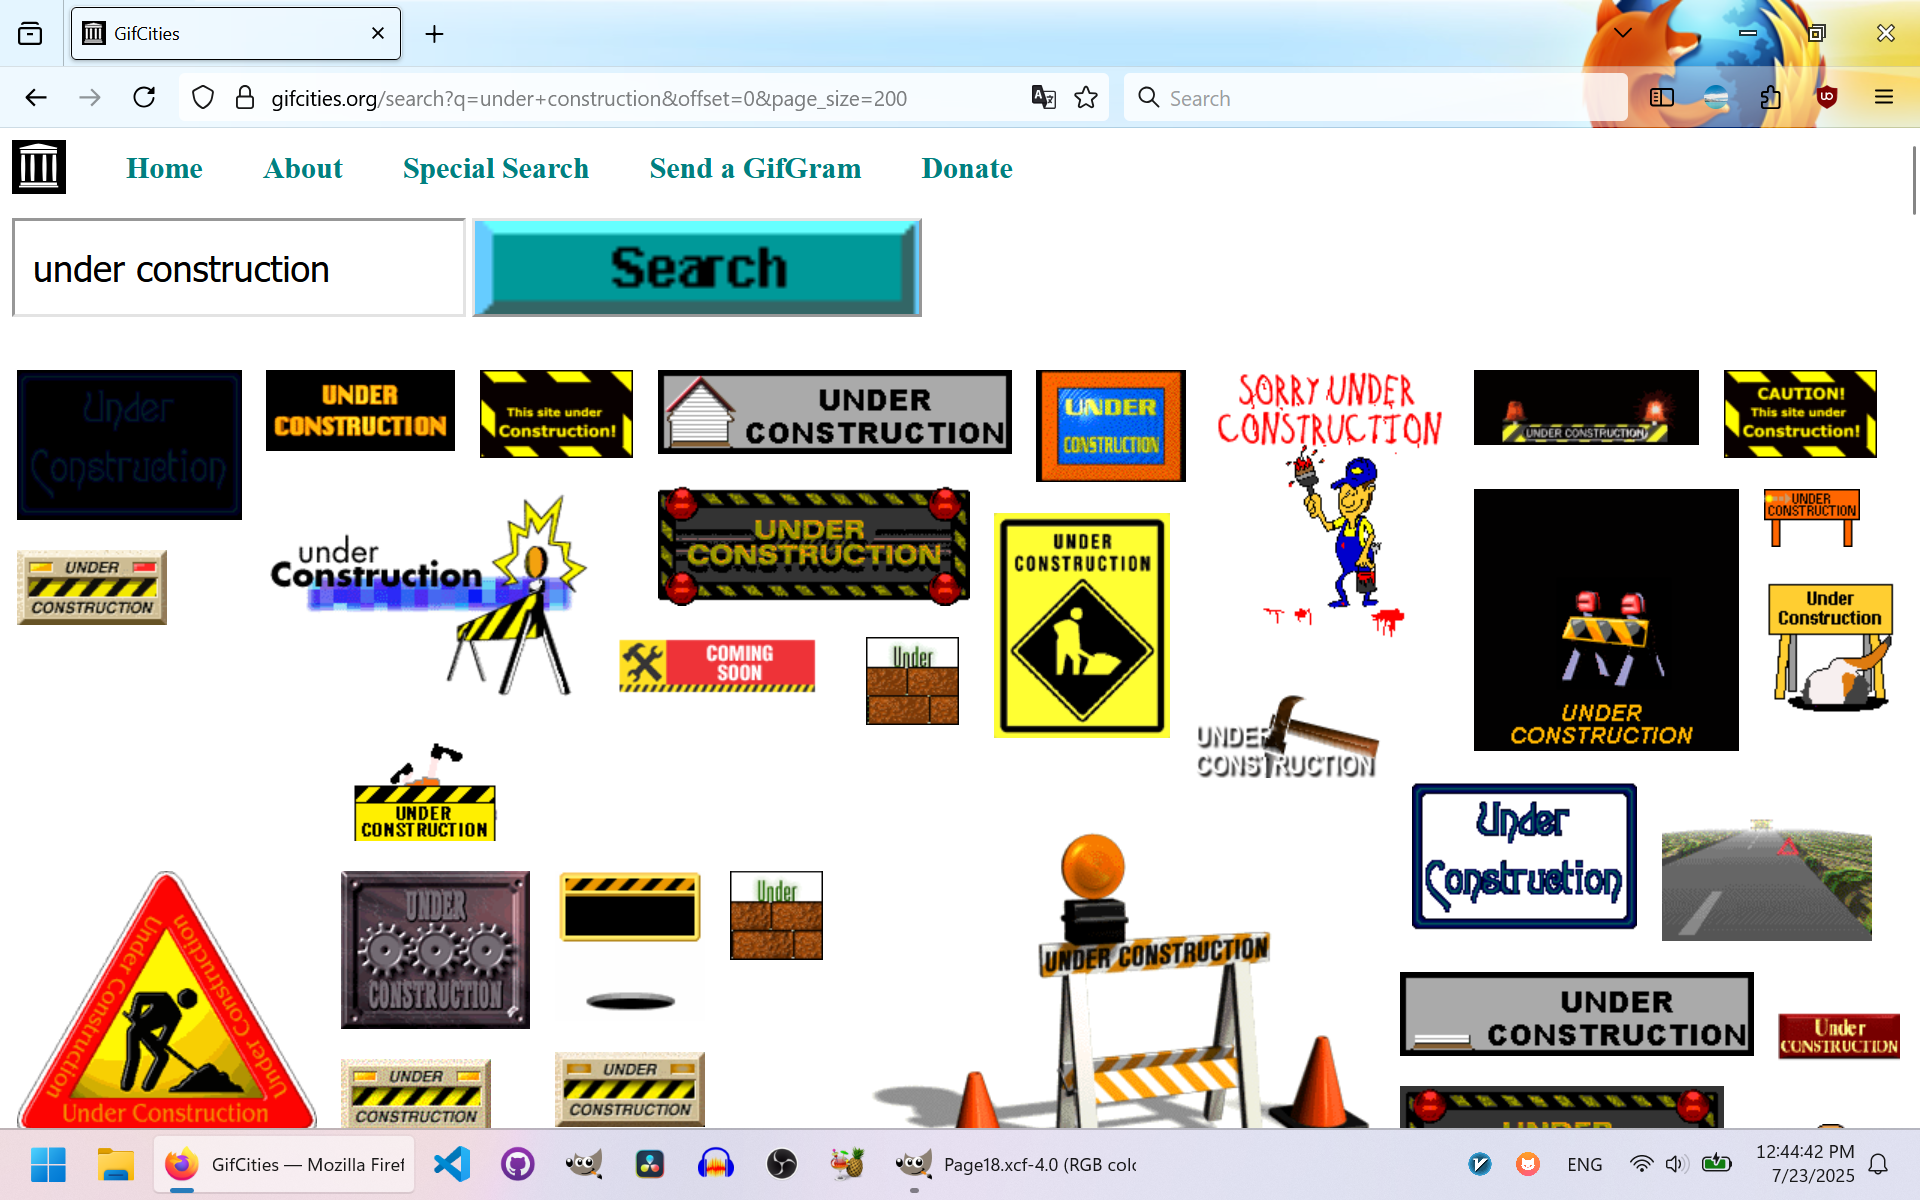 GifCities
gifcities.org/search?q=under+construction&offset=0&page_size=200
Search
Home
About
Special Search
Send a GifGram
Donate
under construction
Search
Under
Construction
UNDER
CONSTRUCTION
This site under
Construction!
UNDER
CONSTRUCTION
UNDER
CONSTRUCTION
SORRY UNDER
CONSTRUCTION
UNDER CONSTRUCTION
CAUTION!
This site under
Construction!
UNDER
CONSTRUCTION
under
Construction
UNDER
CONSTRUCTION
UNDER
CONSTRUCTION
UNDER
CONSTRUCTION
UNDER
CONSTRUCTION
Under
Construction
COMING
SOON
Under
UNDER
CONSTRUCTION
UNDER
CONSTRUCTION
Under
Construction
Under Construction
Under Construction
Under Construction
UNDER
CONSTRUCTION
Under
UNDER CONSTRUCTION
UNDER
CONSTRUCTION
Under
CONSTRUCTION
UNDER
CONSTRUCTION
UNDER
CONSTRUCTION
UNDER
GifCities — Mozilla Firef
Page18.xcf-4.0 (RGB colo
ENG
12:44:42 PM
7/23/2025